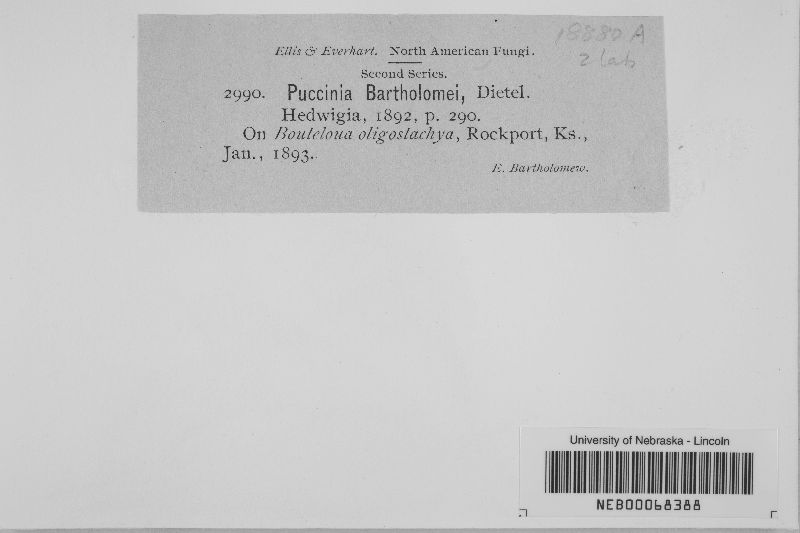 18880 A
2 lab
Ellis & Everhart. North American Fungi.
Second Series.
2990. Puccinia Bartholomei, Dietel.
Hedwigia, 1892, p. 290.
On Bouteloua oligostachya, Rockport, Ks.,
Jan., 1893.
E. Bartholomew.
University of Nebraska - Lincoln
NEB00068388